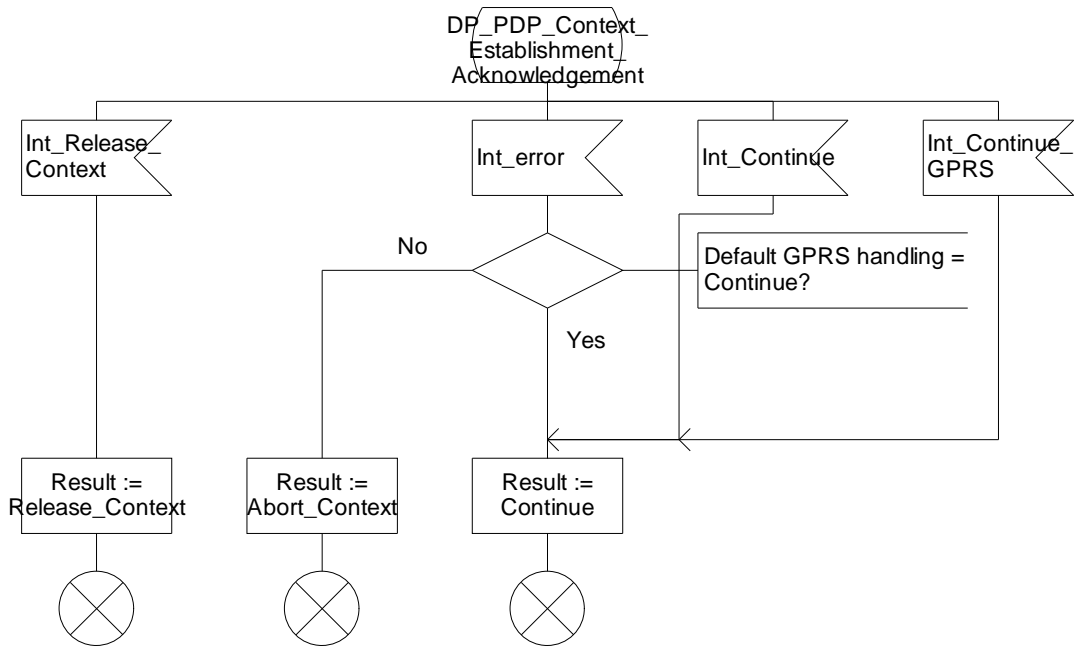 DP_PDP_Context_
Establishment_
Acknowledgement
Int_Release_
Context
Int_error
Int_Continue
Int_Continue_
GPRS
No
Default GPRS handling =
Continue?
Yes
Result :=
Release_Context
Result :=
Abort_Context
Result :=
Continue